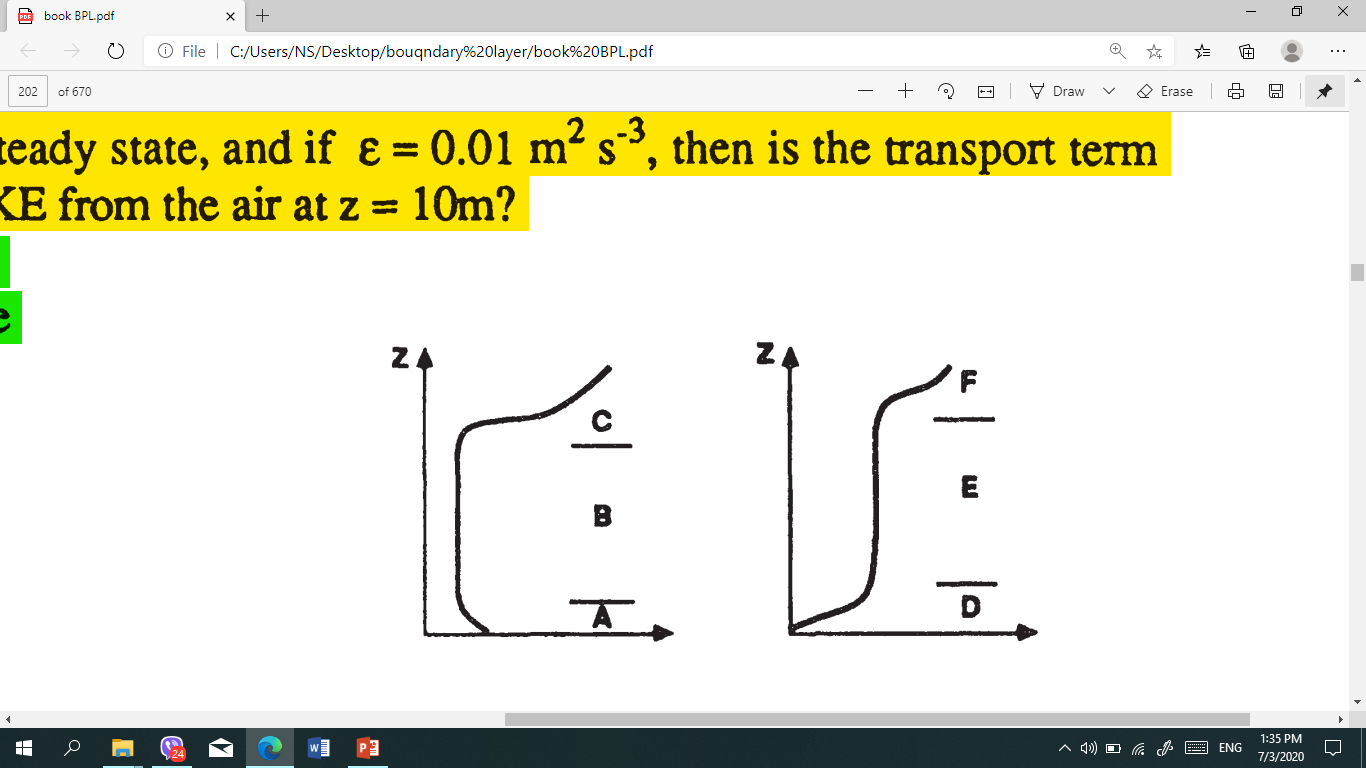 book BPL.pdf
File C:/Users/NS/Desktop/bouqndary%20layer/book%20BPL.pdf
202 of 670 Draw Erase
teady state, and if ε = 0.01 m² s⁻³, then is the transport term
KE from the air at z = 10m?
e
Z Z
F
C
E
B
D
A
24 ENG 1:35 PM
7/3/2020